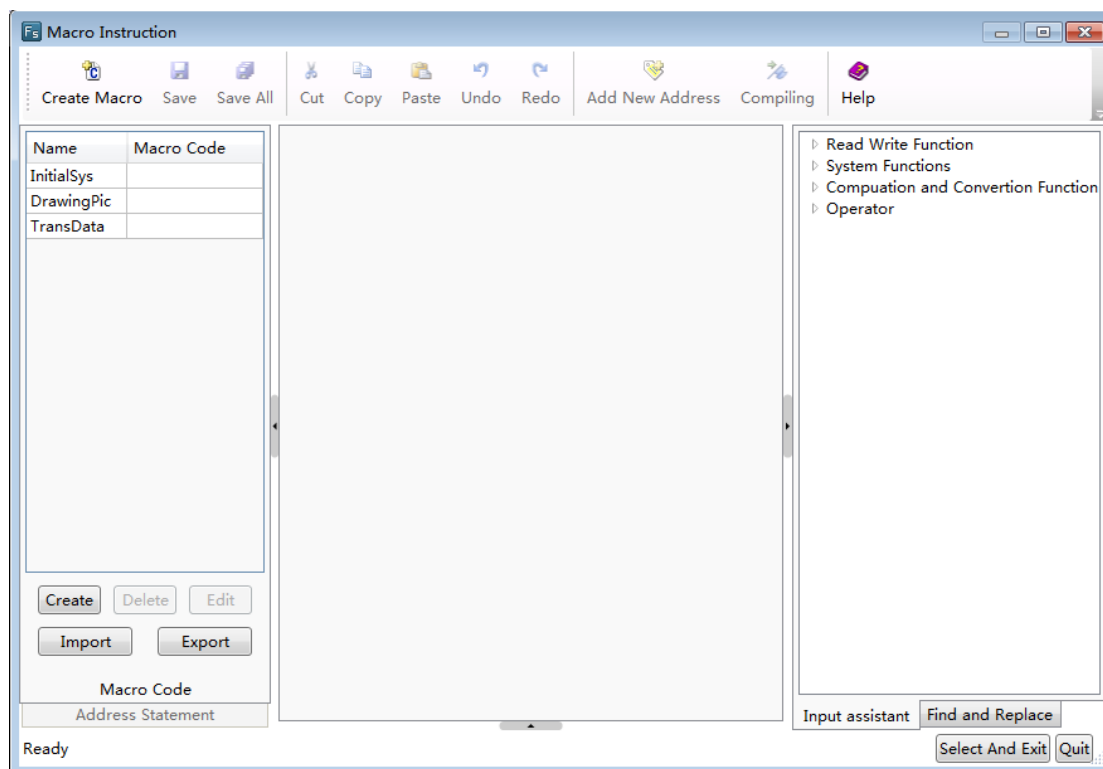 Fs Macro Instruction
Create Macro Save Save All Cut Copy Paste Undo Redo Add New Address Compiling Help
Name Macro Code
InitialSys
DrawingPic
TransData
Read Write Function
System Functions
Compuation and Convertion Function
Operator
Create Delete Edit
Import Export
Macro Code
Address Statement
Input assistant Find and Replace
Ready
Select And Exit Quit